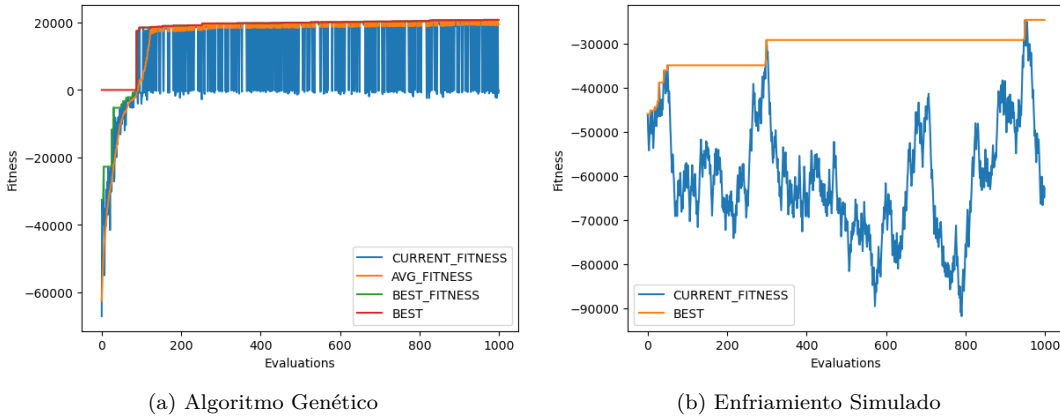 20000
0
−20000
−40000
−60000
Fitness
0
200
400
600
800
1000
Evaluations
CURRENT_FITNESS
AVG_FITNESS
BEST_FITNESS
BEST
(a) Algoritmo Genético
−30000
−40000
−50000
−60000
−70000
−80000
−90000
Fitness
0
200
400
600
800
1000
Evaluations
CURRENT_FITNESS
BEST
(b) Enfriamiento Simulado